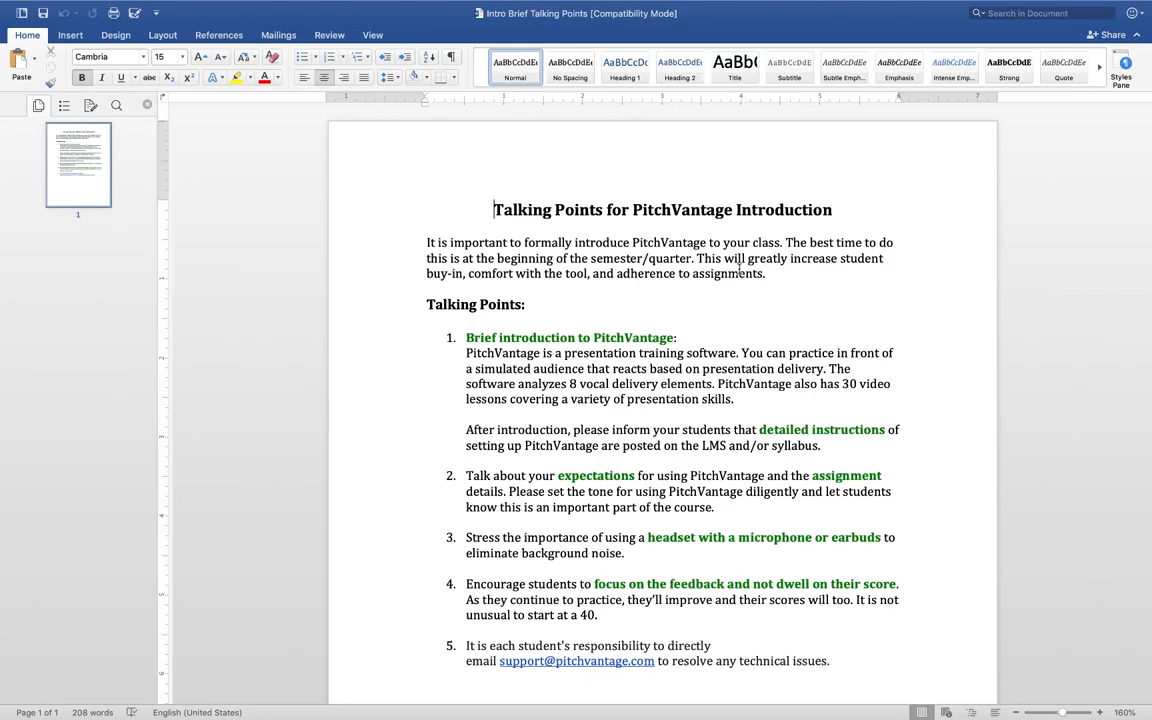 Intro Brief Talking Points [Compatibility Mode]
Search in Document
Home Insert Design Layout References Mailings Review View
Share
Paste
Cambria 15
B I U abc X₂ X²
AaBbCcDdEe AaBbCcDdEe AaBbCcDc AaBbCcDdEe AaBb( AaBbCcDdEe AaBbCcDdEe AaBbCcDdEe AaBbCcDdEe AaBbCcDdEe AaBbCcDdEe
Normal No Spacing Heading 1 Heading 2 Title Subtitle Subtle Emph... Emphasis Intense Emp... Strong Quote
Styles Pane
1 1 2 3 4 5 6 7
1
Talking Points for PitchVantage Introduction
It is important to formally introduce PitchVantage to your class. The best time to do
this is at the beginning of the semester/quarter. This will greatly increase student
buy-in, comfort with the tool, and adherence to assignments.
Talking Points:
1. Brief introduction to PitchVantage:
PitchVantage is a presentation training software. You can practice in front of
a simulated audience that reacts based on presentation delivery. The
software analyzes 8 vocal delivery elements. PitchVantage also has 30 video
lessons covering a variety of presentation skills.
After introduction, please inform your students that detailed instructions of
setting up PitchVantage are posted on the LMS and/or syllabus.
2. Talk about your expectations for using PitchVantage and the assignment
details. Please set the tone for using PitchVantage diligently and let students
know this is an important part of the course.
3. Stress the importance of using a headset with a microphone or earbuds to
eliminate background noise.
4. Encourage students to focus on the feedback and not dwell on their score.
As they continue to practice, they'll improve and their scores will too. It is not
unusual to start at a 40.
5. It is each student's responsibility to directly
email support@pitchvantage.com to resolve any technical issues.
Page 1 of 1 208 words English (United States) 160%